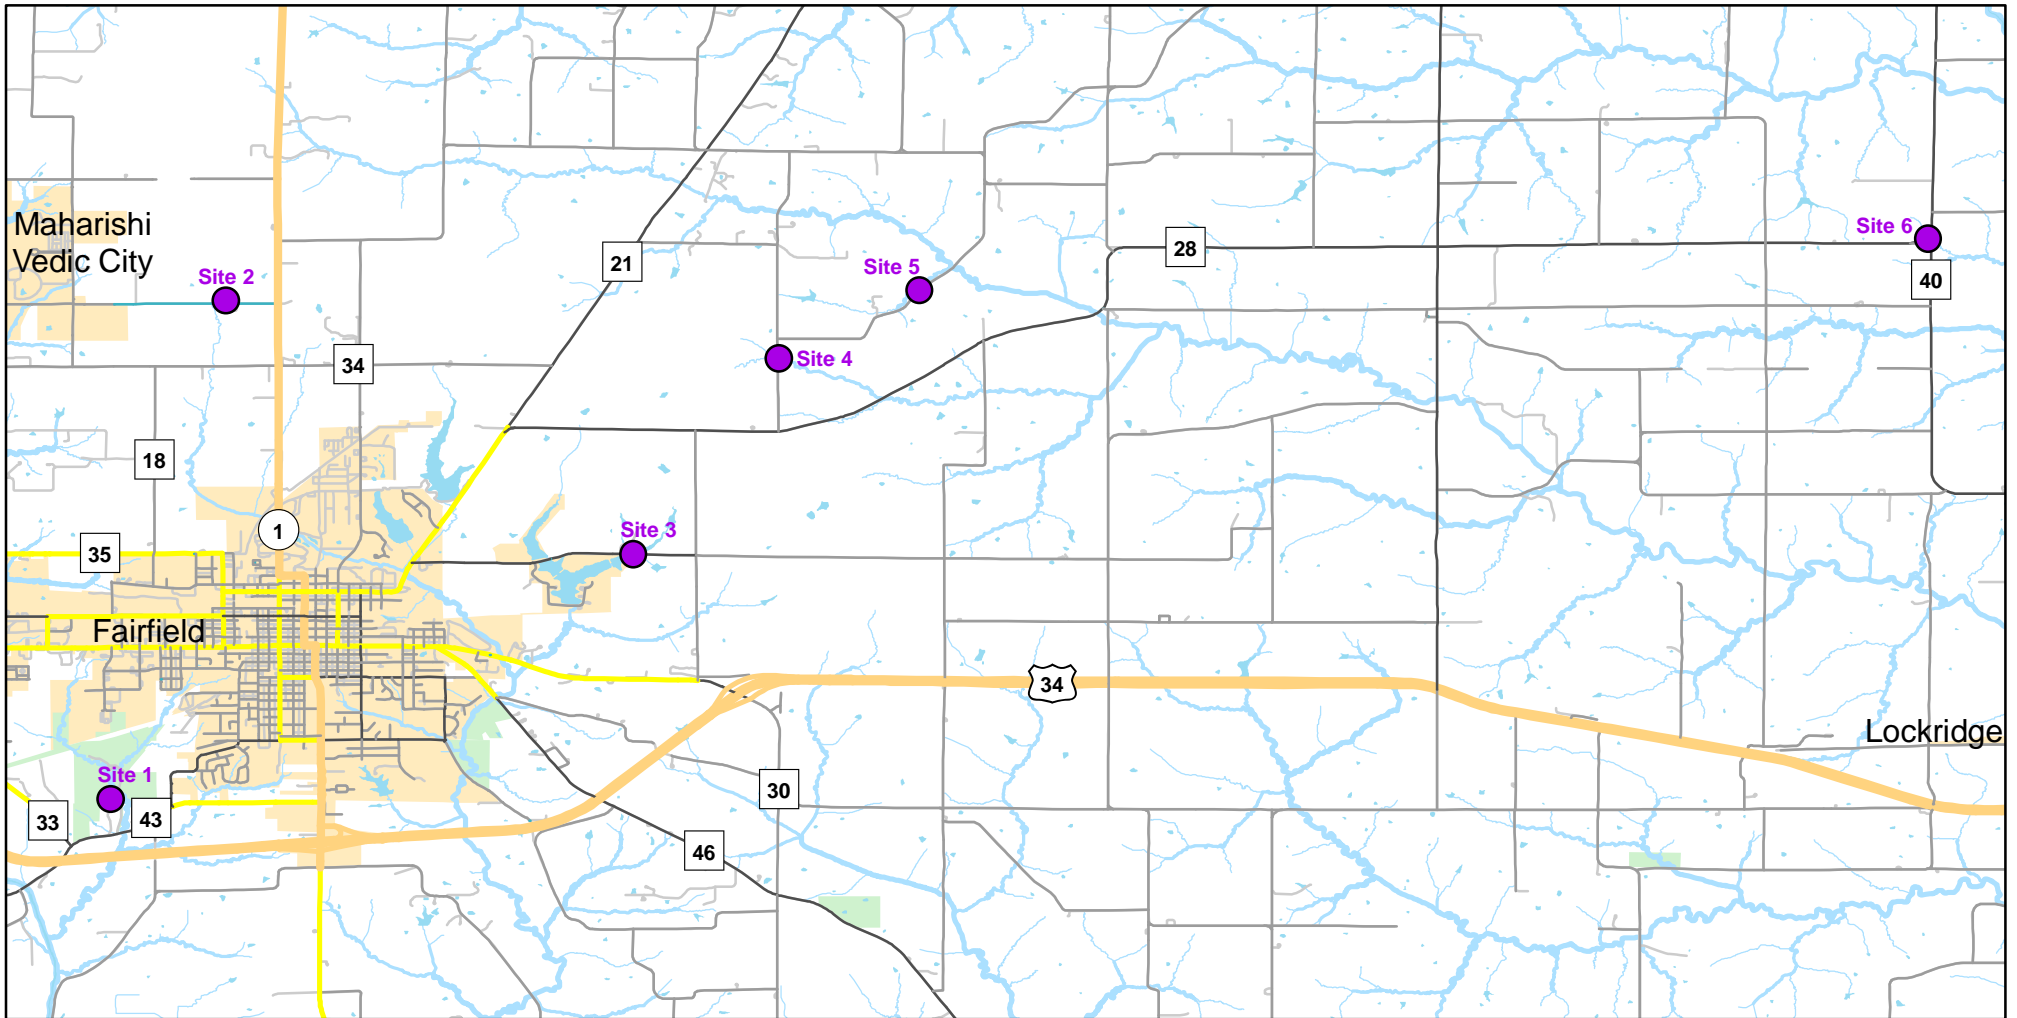 Maharishi
Vedic City
Site 2
21
Site 5
28
Site 6
40
34
Site 4
18
1
35
Site 3
Fairfield
34
Lockridge
Site 1
33
43
30
46